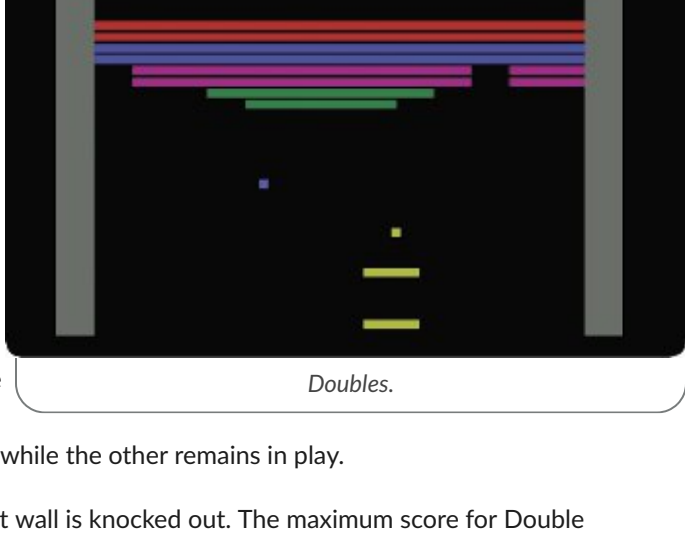 Doubles.
while the other remains in play.
t wall is knocked out. The maximum score for Double